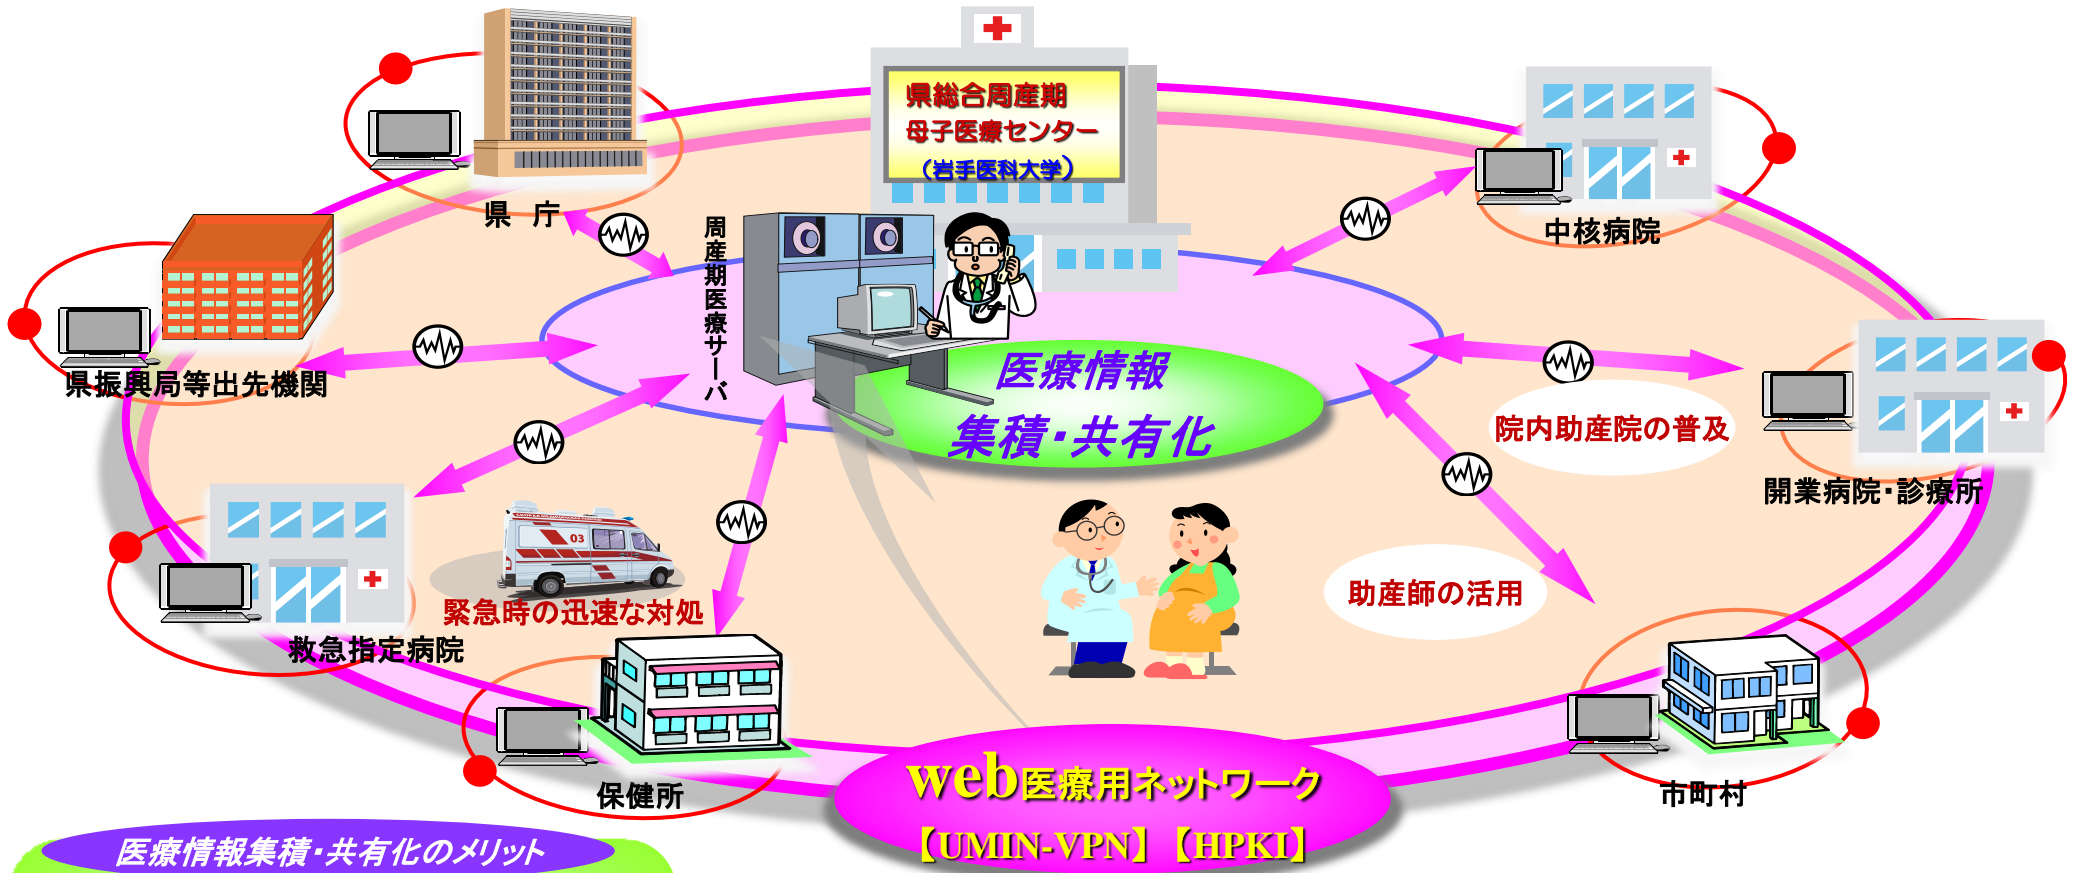 県総合周産期
母子医療センター
（岩手医科大学）
県　庁
中核病院
周産期医療サーバ
県振興局等出先機関
医療情報
集積・共有化
院内助産院の普及
開業病院・診療所
03
緊急時の迅速な対処
助産師の活用
救急指定病院
保健所
市町村
web医療用ネットワーク
【UMIN-VPN】【HPKI】
医療情報集積・共有化のメリット